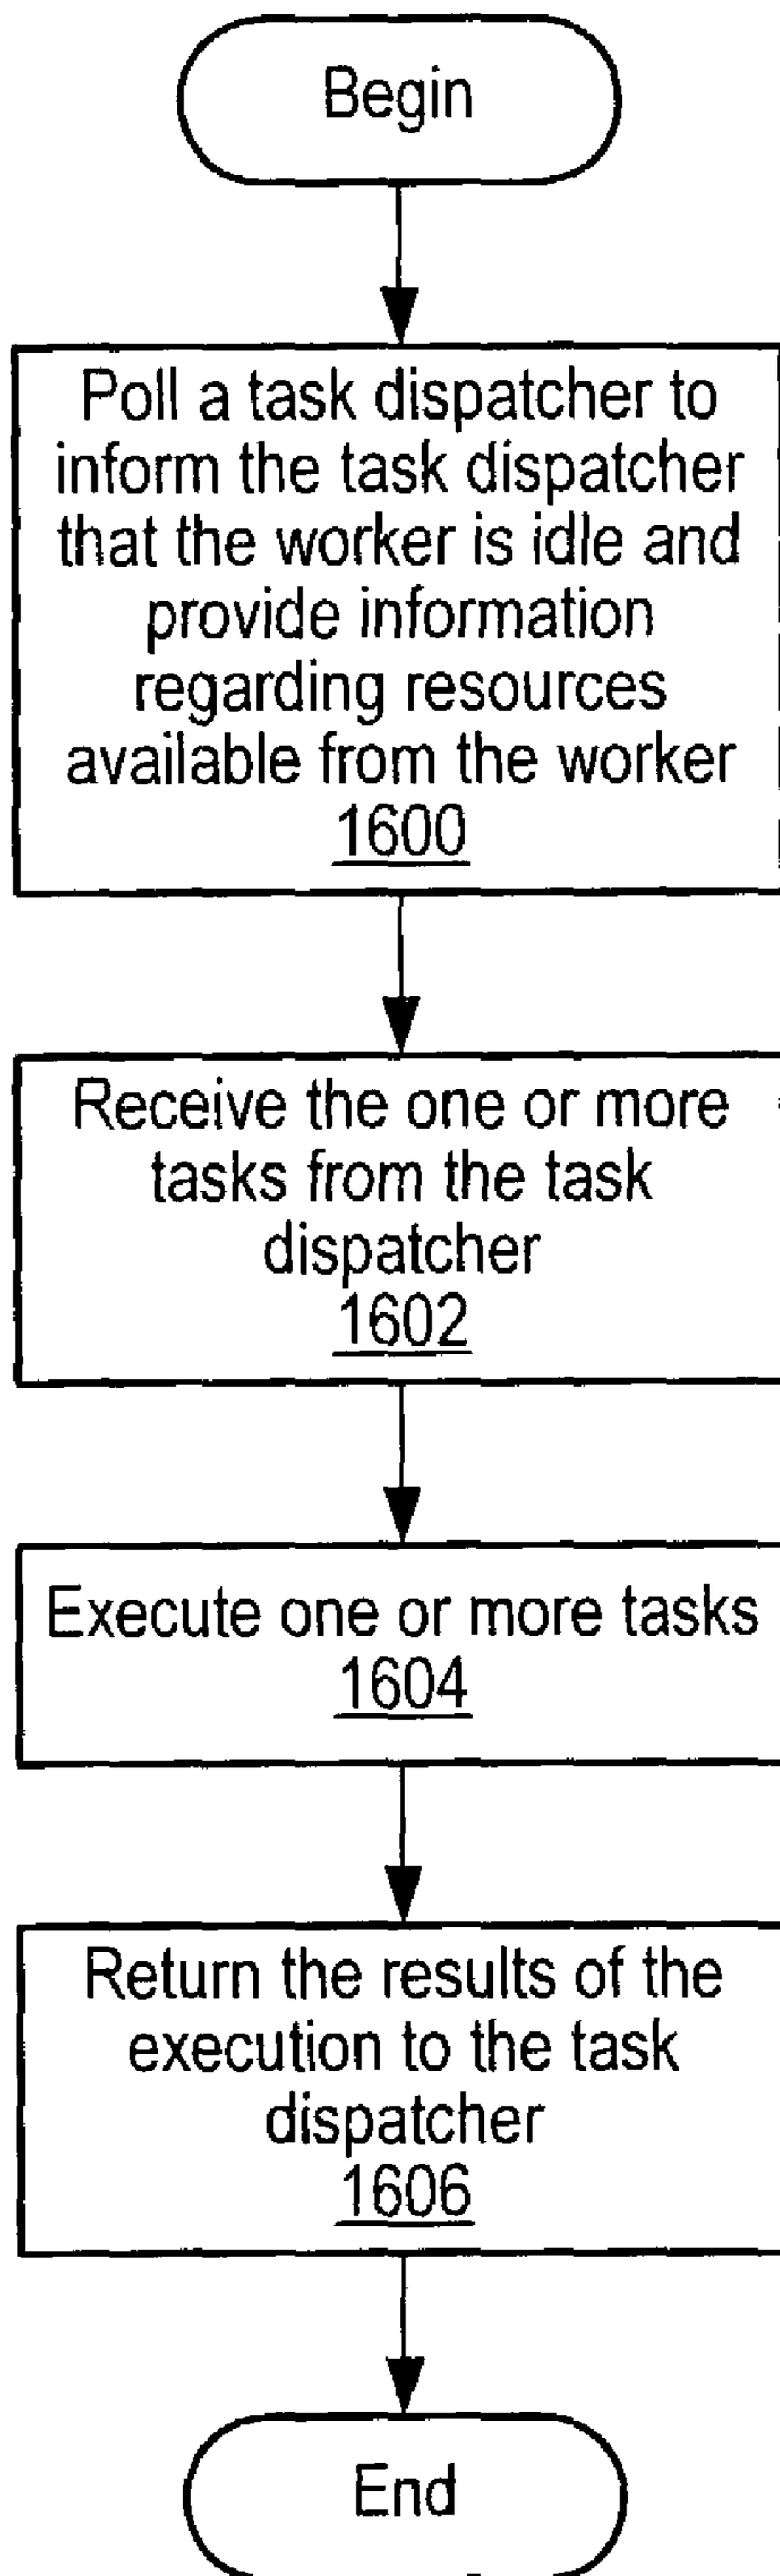 Begin
Poll a task dispatcher to
inform the task dispatcher
that the worker is idle and
provide information
regarding resources
available from the worker
1600
Receive the one or more
tasks from the task
dispatcher
1602
Execute one or more tasks
1604
Return the results of the
execution to the task
dispatcher
1606
End